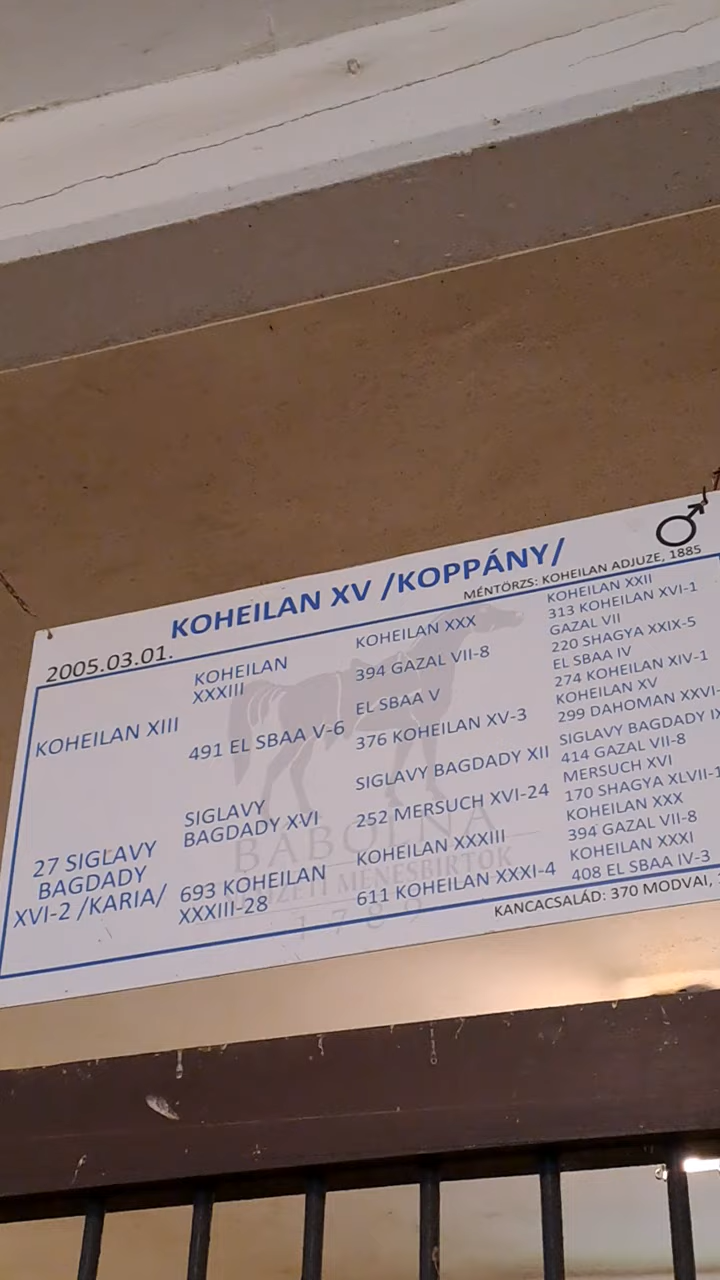 KOHEILAN XV /KOPPÁNY/
MÉNTÖRZS: KOHEILAN ADJUZE, 1885
2005.03.01.
KOHEILAN XIII
27 SIGLAVY
BAGDADY
XVI-2 /KARIA/
KOHEILAN
XXXIII
491 EL SBAA V-6
SIGLAVY
BAGDADY XVI
693 KOHEILAN
XXXIII-28
KOHEILAN XXX
394 GAZAL VII-8
EL SBAA V
376 KOHEILAN XV-3
SIGLAVY BAGDADY XII
252 MERSUCH XVI-24
KOHEILAN XXXIII
611 KOHEILAN XXXI-4
KOHEILAN XXII
313 KOHEILAN XVI-1
GAZAL VII
220 SHAGYA XXIX-5
EL SBAA IV
274 KOHEILAN XIV-1
KOHEILAN XV
299 DAHOMAN XXVI-
SIGLAVY BAGDADY IX
414 GAZAL VII-8
MERSUCH XVI
170 SHAGYA XLVII-1
KOHEILAN XXX
394 GAZAL VII-8
KOHEILAN XXXI
408 EL SBAA IV-3
KANCACSALÁD: 370 MODVAI,
BÁBOLNA
NEMZETI MÉNESBIRTOK
1789